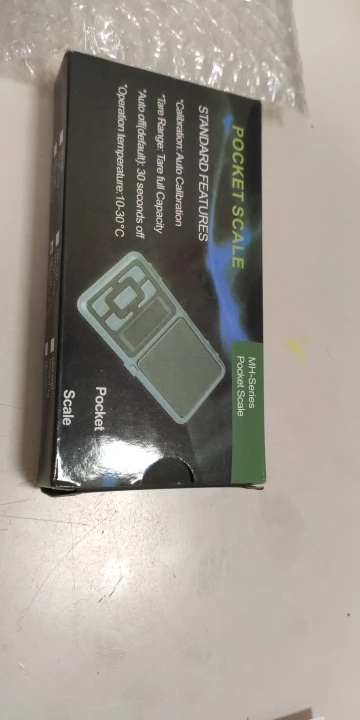 POCKET SCALE
STANDARD FEATURES
*Calibration: Auto Calibration
*Tare Range: Tare full Capacity
*Auto off(default): 30 seconds off
*Operation temperature:10-30°C
MH-Series
Pocket Scale
Pocket
Scale